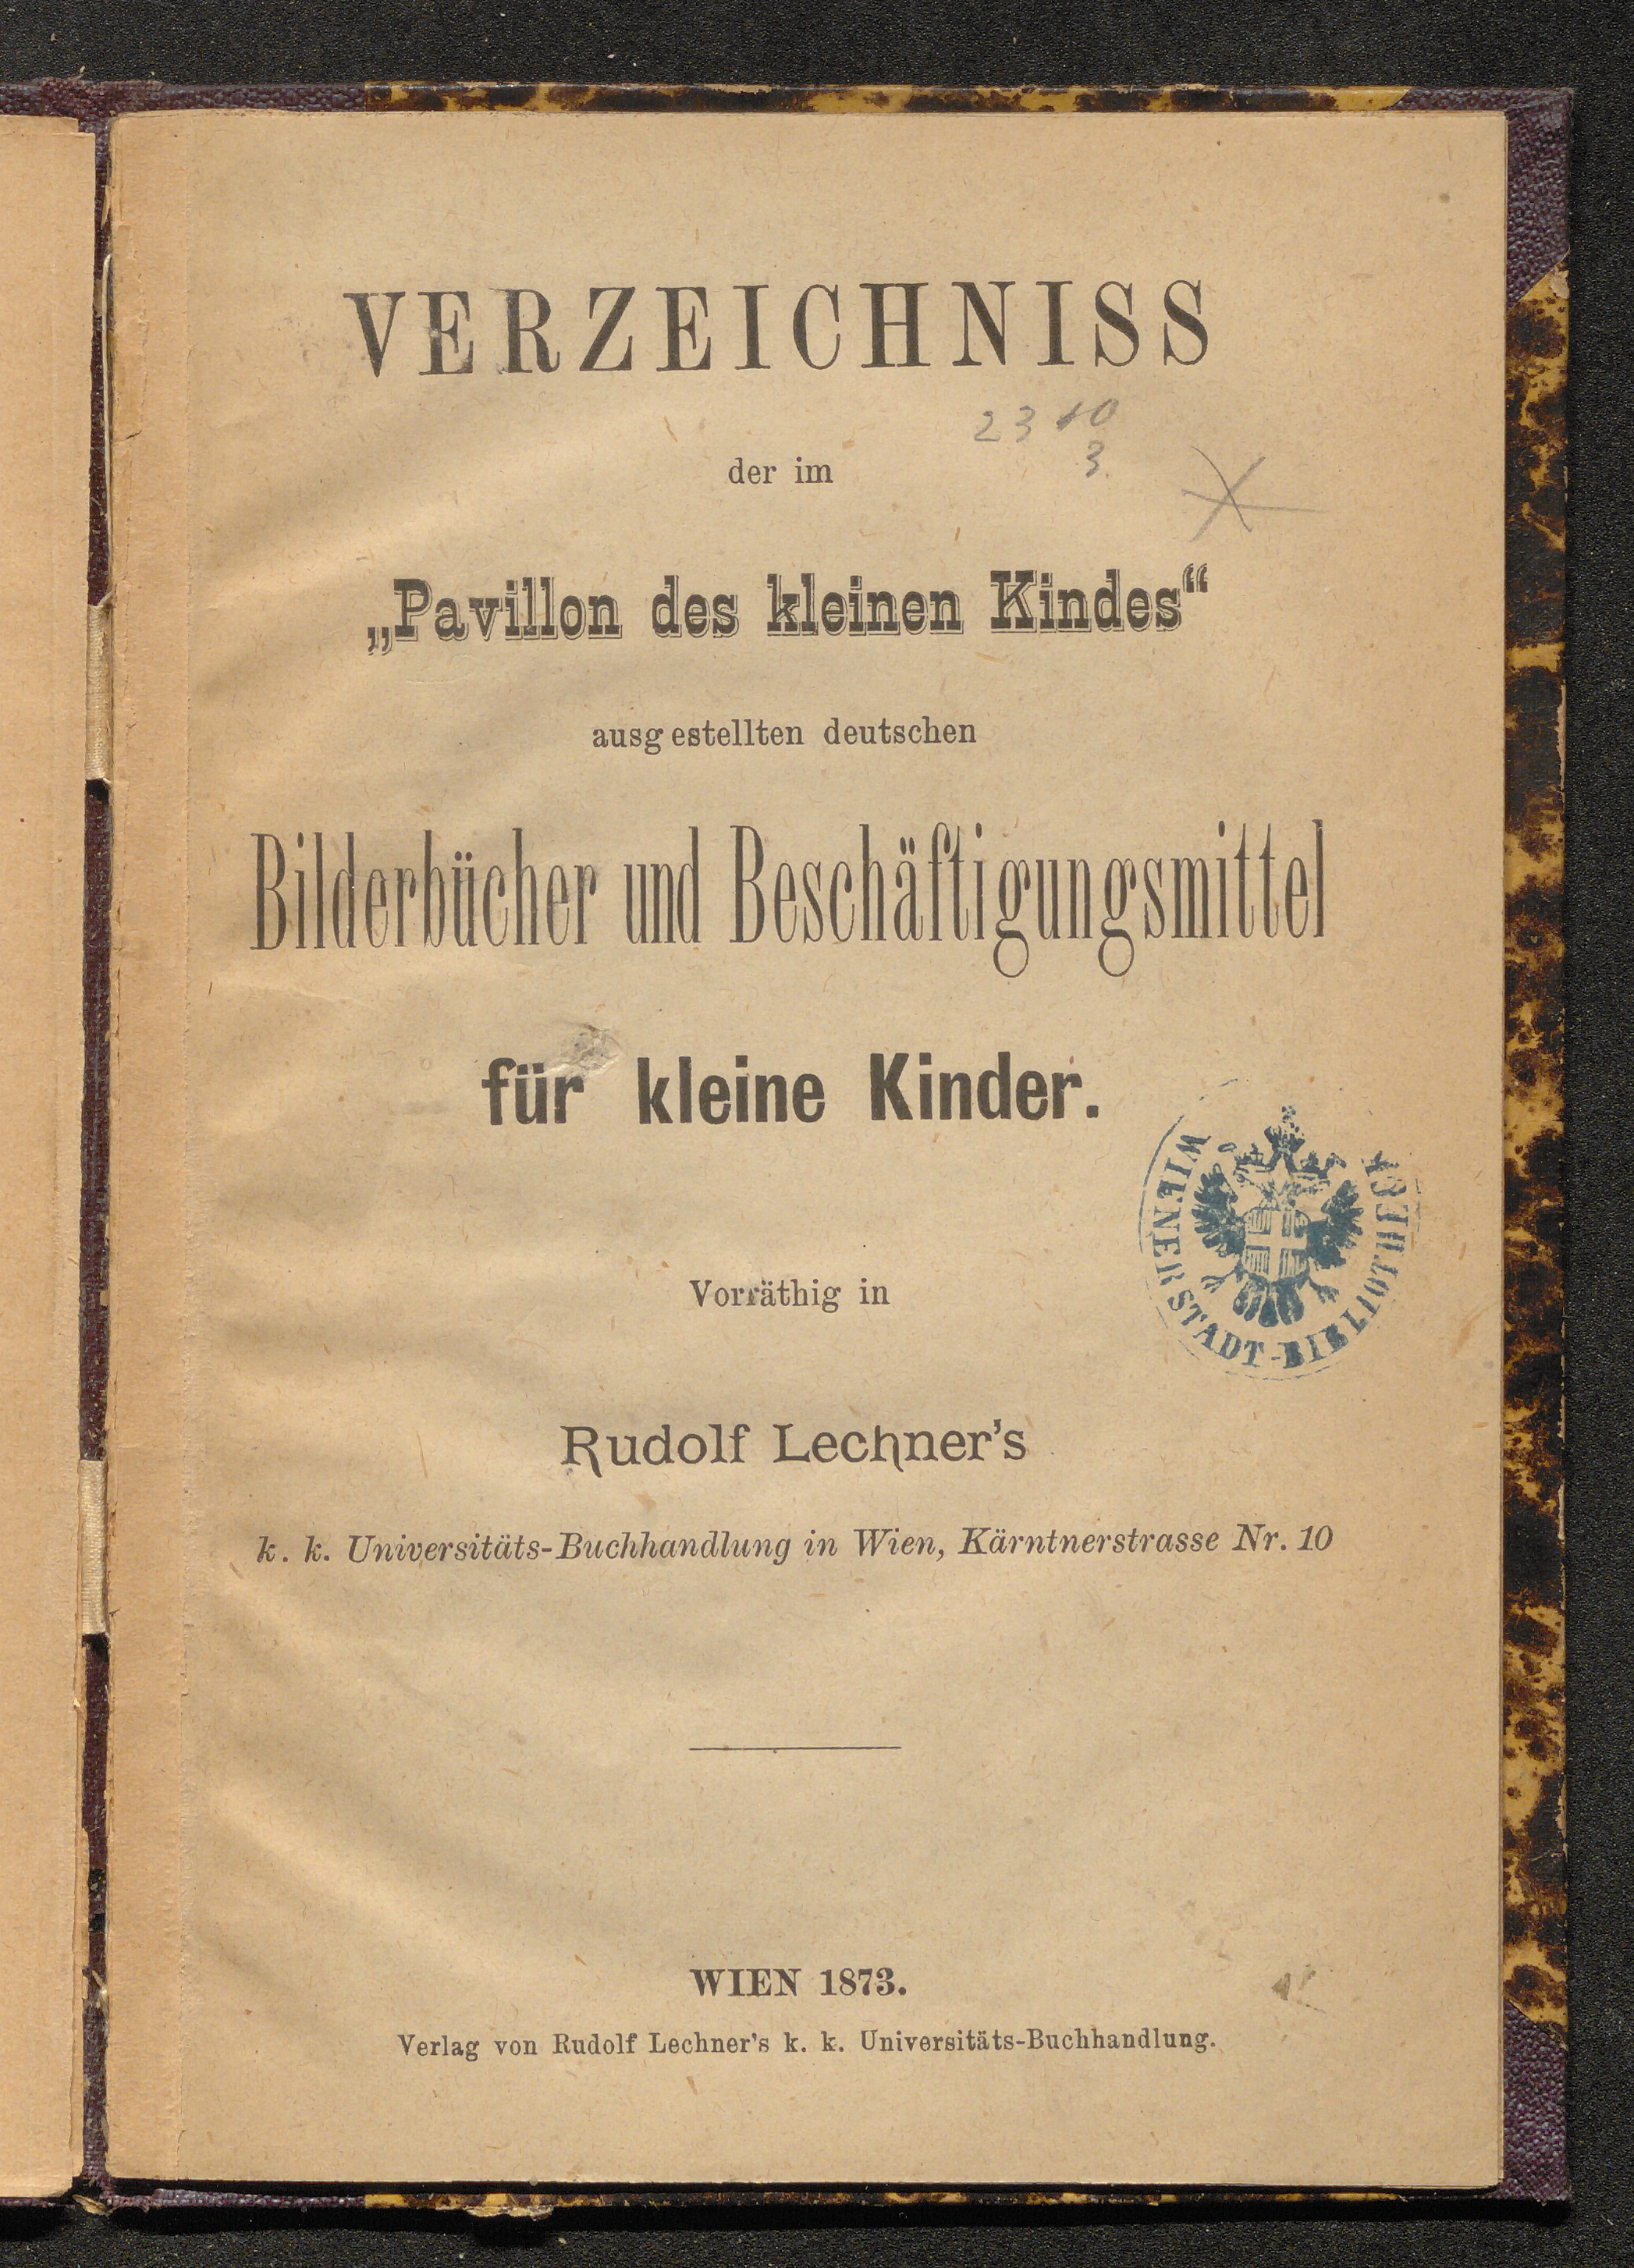 VERZEICHNISS
23 10
3.
der im
„Pavillon des kleinen Kindes“
ausgestellten deutschen
Bilderbücher und Beschäftigungsmittel
für kleine Kinder.
WIENER STADT-BIBLIOTHEK
Vorräthig in
Rudolf Lechner's
k. k. Universitäts-Buchhandlung in Wien, Kärntnerstrasse Nr. 10
WIEN 1873.
Verlag von Rudolf Lechner's k. k. Universitäts-Buchhandlung.